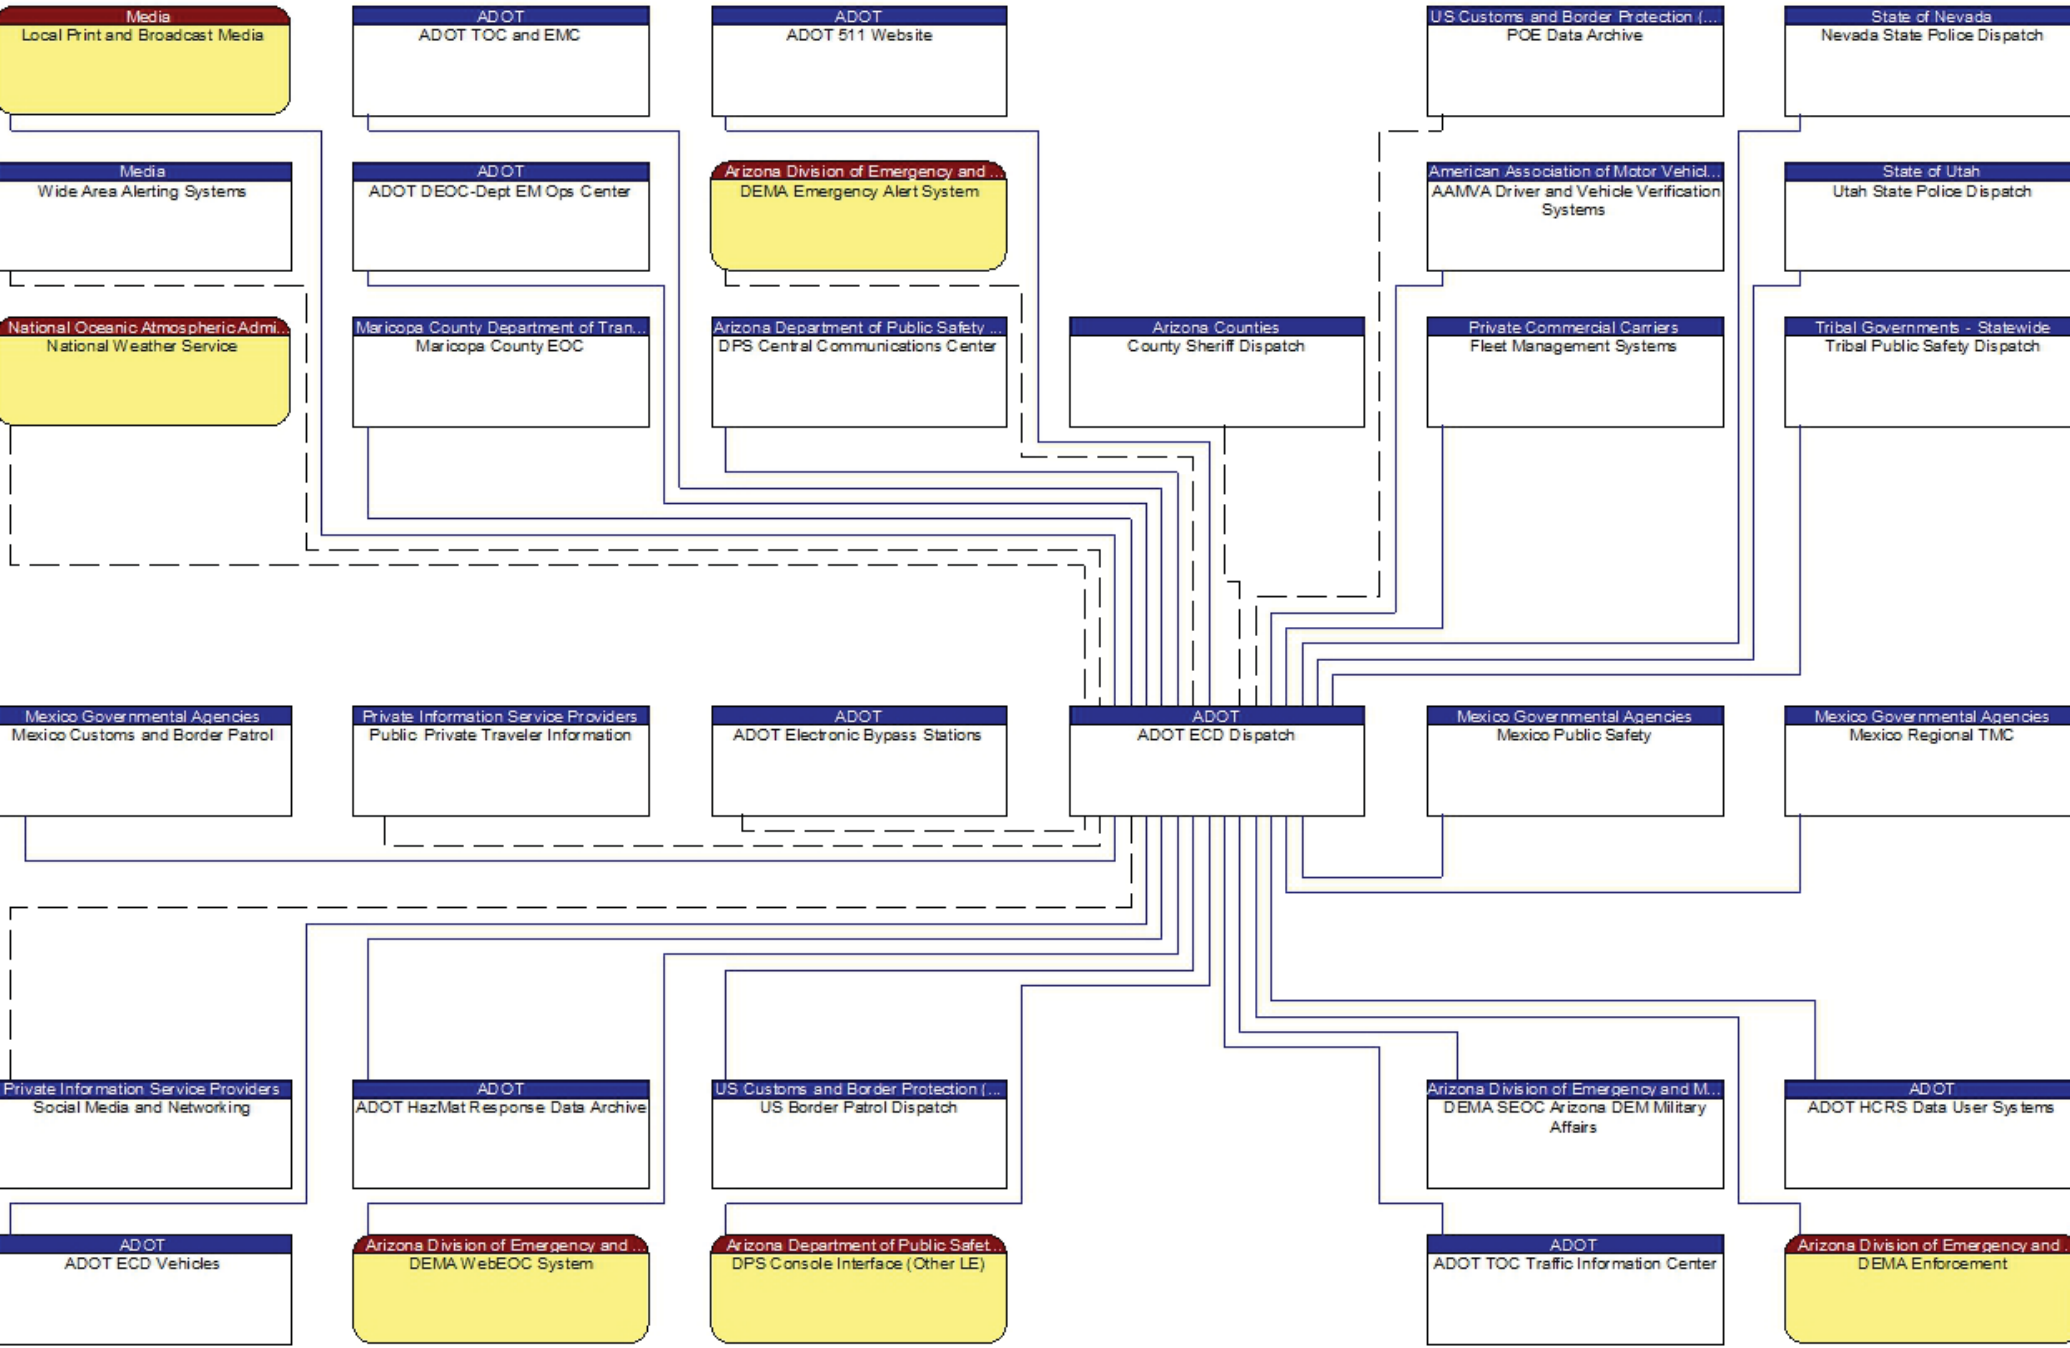 Media
Local Print and Broadcast Media
ADOT
ADOT TOC and EMC
ADOT
ADOT 511 Website
US Customs and Border Protection (...
POE Data Archive
State of Nevada
Nevada State Police Dispatch
Media
Wide Area Alerting Systems
ADOT
ADOT DEOC-Dept EM Ops Center
Arizona Division of Emergency and ...
DEMA Emergency Alert System
American Association of Motor Vehicl...
AAMVA Driver and Vehicle Verification
Systems
State of Utah
Utah State Police Dispatch
National Oceanic Atmospheric Admi...
National Weather Service
Maricopa County Department of Tran...
Maricopa County EOC
Arizona Department of Public Safety ...
DPS Central Communications Center
Arizona Counties
County Sheriff Dispatch
Private Commercial Carriers
Fleet Management Systems
Tribal Governments - Statewide
Tribal Public Safety Dispatch
Mexico Governmental Agencies
Mexico Customs and Border Patrol
Private Information Service Providers
Public Private Traveler Information
ADOT
ADOT Electronic Bypass Stations
ADOT
ADOT ECD Dispatch
Mexico Governmental Agencies
Mexico Public Safety
Mexico Governmental Agencies
Mexico Regional TMC
Private Information Service Providers
Social Media and Networking
ADOT
ADOT HazMat Response Data Archive
US Customs and Border Protection (...
US Border Patrol Dispatch
Arizona Division of Emergency and M...
DEMA SEOC Arizona DEM Military
Affairs
ADOT
ADOT HCRS Data User Systems
ADOT
ADOT ECD Vehicles
Arizona Division of Emergency and ...
DEMA WebEOC System
Arizona Department of Public Safet...
DPS Console Interface (Other LE)
ADOT
ADOT TOC Traffic Information Center
Arizona Division of Emergency and .
DEMA Enforcement